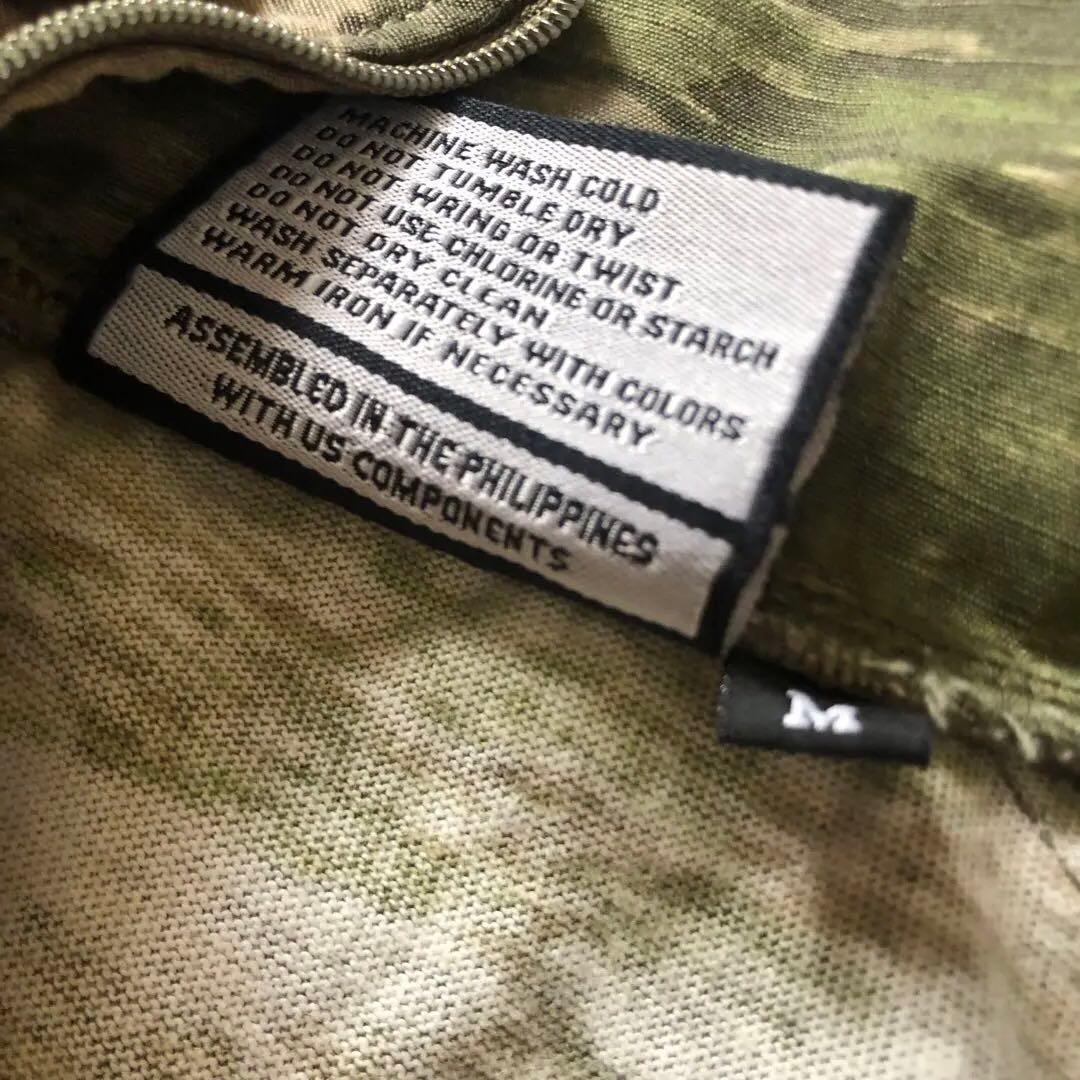 MACHINE WASH COLD
DO NOT TUMBLE DRY
DO NOT WRING OR TWIST
DO NOT USE CHLORINE OR STARCH
DO NOT DRY CLEAN
WASH SEPARATELY WITH COLORS
WARM IRON IF NECESSARY
ASSEMBLED IN THE PHILIPPINES
WITH US COMPONENTS
M